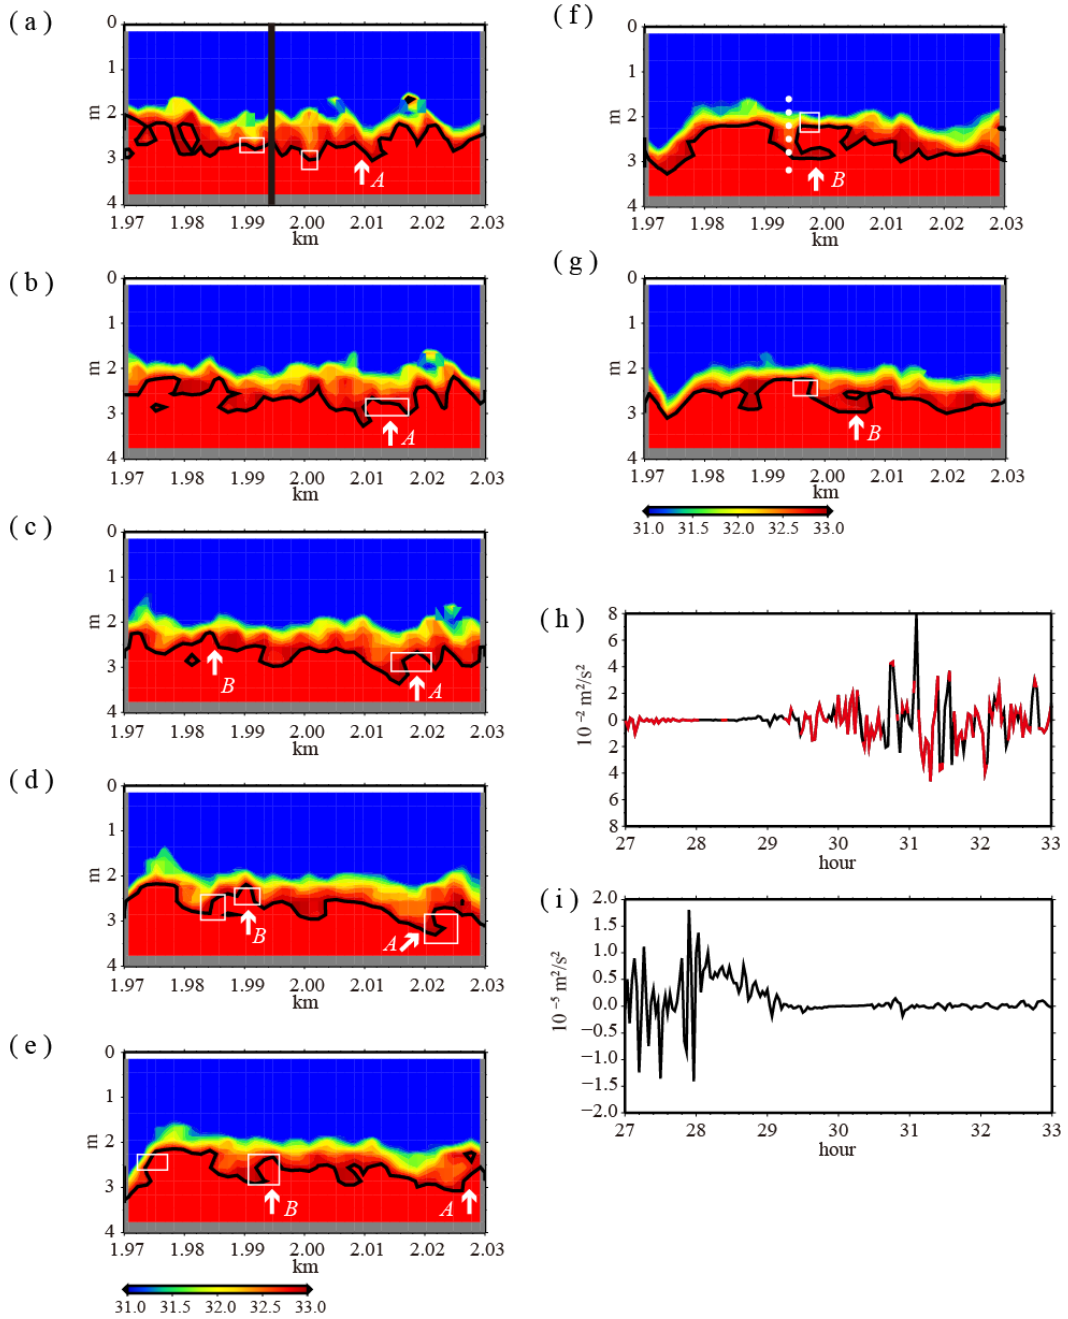 ( a )
0
1
2
3
4
m
1.97 1.98 1.99 2.00 2.01 2.02 2.03
km
A
( b )
0
1
2
3
4
m
1.97 1.98 1.99 2.00 2.01 2.02 2.03
km
A
( c )
0
1
2
3
4
m
1.97 1.98 1.99 2.00 2.01 2.02 2.03
km
B
A
( d )
0
1
2
3
4
m
1.97 1.98 1.99 2.00 2.01 2.02 2.03
km
B
A
( e )
0
1
2
3
4
m
1.97 1.98 1.99 2.00 2.01 2.02 2.03
B
A
31.0 31.5 32.0 32.5 33.0
( f )
0
1
2
3
4
m
1.97 1.98 1.99 2.00 2.01 2.02 2.03
km
B
( g )
0
1
2
3
4
m
1.97 1.98 1.99 2.00 2.01 2.02 2.03
km
B
31.0 31.5 32.0 32.5 33.0
( h )
8
6
4
2
0
2
4
6
8
10 ⁻² m²/s²
27 28 29 30 31 32 33
hour
( i )
2.0
1.5
1.0
0.5
0.0
−0.5
−1.0
−1.5
−2.0
10 ⁻⁵ m²/s²
27 28 29 30 31 32 33
hour